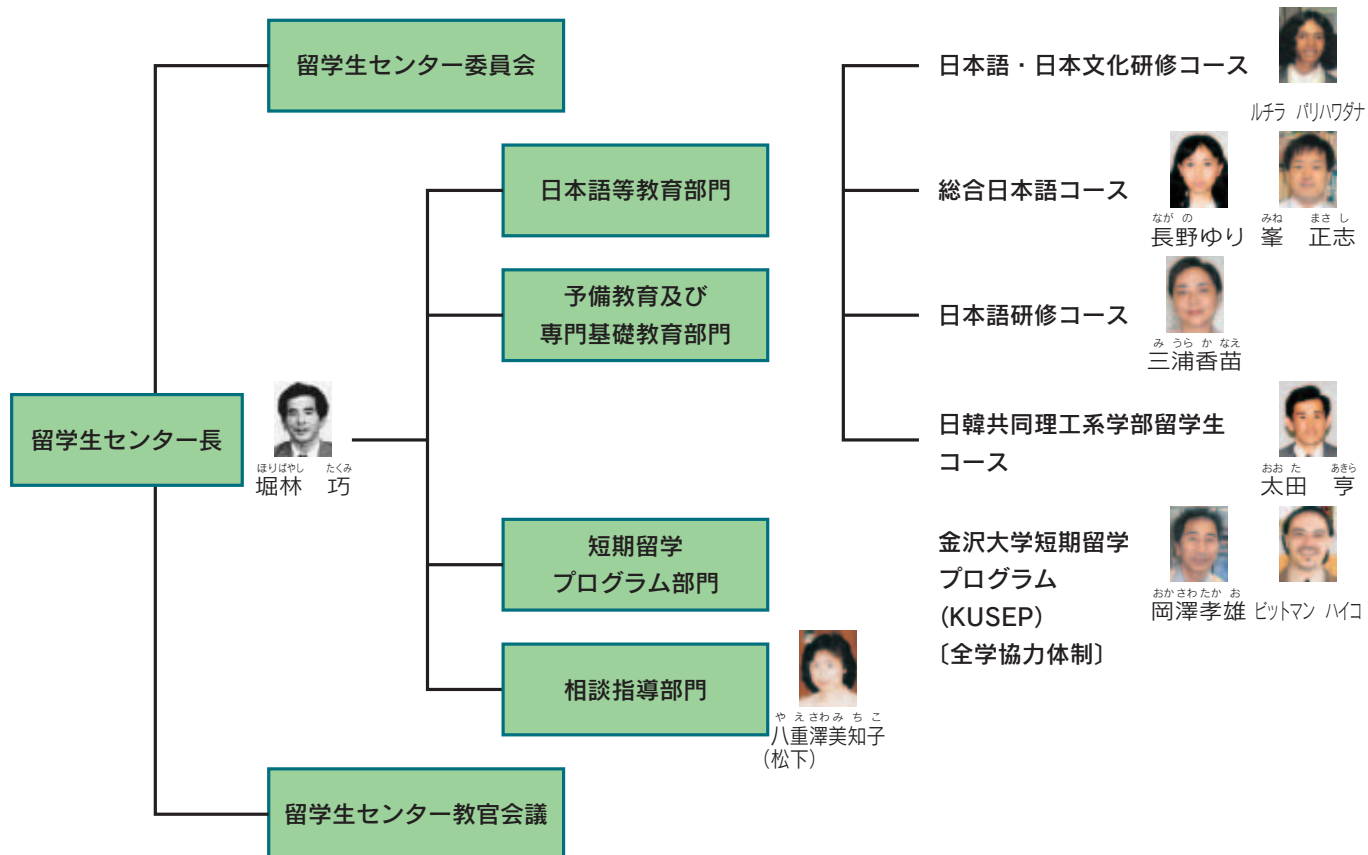 留学生センター委員会
日本語等教育部門
予備教育及び
専門基礎教育部門
留学生センター長
ほりばやし たくみ
堀林 巧
短期留学
プログラム部門
相談指導部門
やえさわみちこ
八重澤美知子
(松下)
留学生センター教官会議
日本語・日本文化研修コース
ルチラ パリハワダナ
総合日本語コース
ながの
長野ゆり
みね まさし
峯 正志
日本語研修コース
みうらかなえ
三浦香苗
日韓共同理工系学部留学生
コース
おおた あきら
太田 亨
金沢大学短期留学
プログラム
(KUSEP)
〔全学協力体制〕
おかざわたかお
岡澤孝雄
ビットマン ハイコ